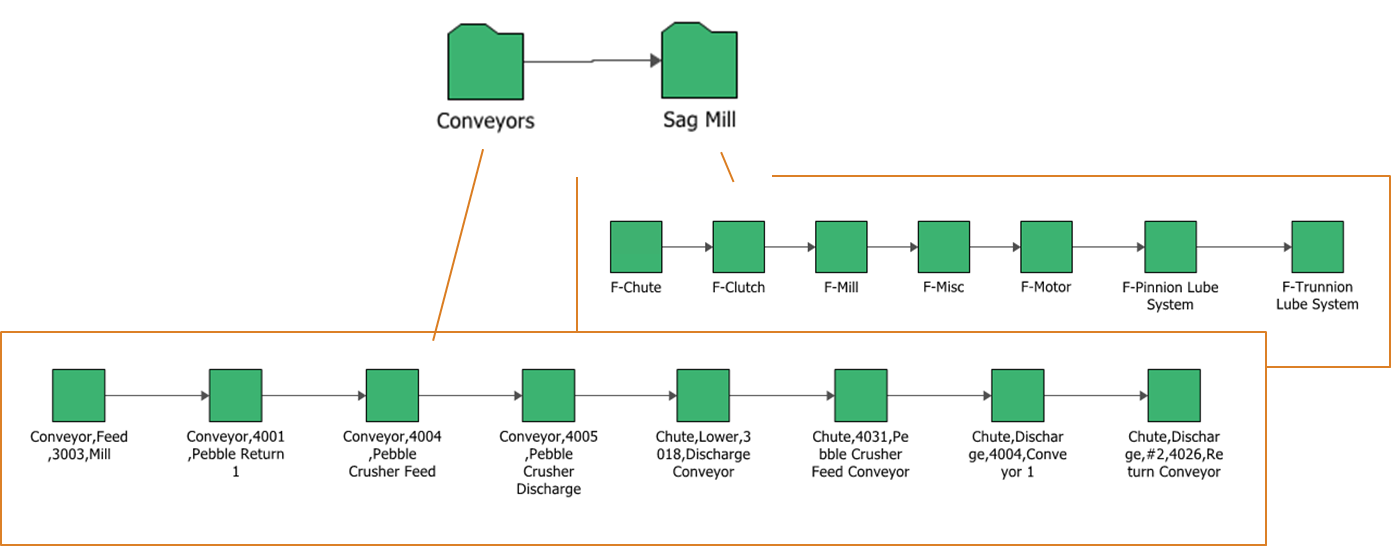 Conveyors
Sag Mill
F-Chute
F-Clutch
F-Mill
F-Misc
F-Motor
F-Pinnion Lube
System
F-Trunnion
Lube System
Conveyor,Feed
,3003,Mill
Conveyor,4001
,Pebble Return
1
Conveyor,4004
,Pebble
Crusher Feed
Conveyor,4005
,Pebble
Crusher
Discharge
Chute,Lower,3
018,Discharge
Conveyor
Chute,4031,Pe
bble Crusher
Feed Conveyor
Chute,Dischar
ge,4004,Conve
yor 1
Chute,Dischar
ge,#2,4026,Re
turn Conveyor